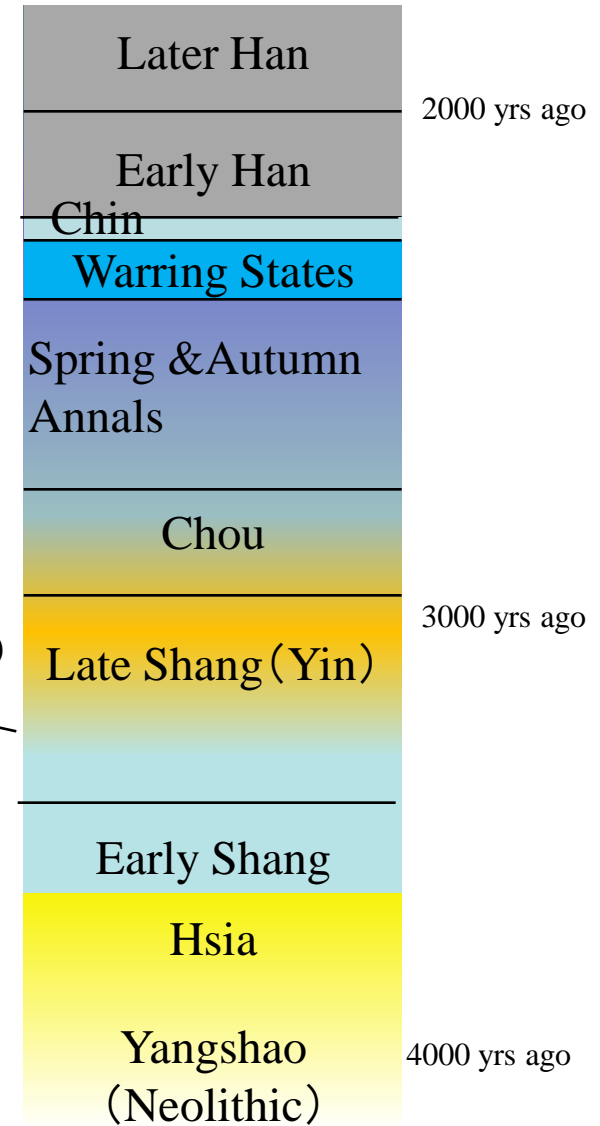 Later Han
2000 yrs ago
Early Han
Chin
Warring States
Spring &Autumn
Annals
Chou
3000 yrs ago
)
Late Shang（Yin）
Early Shang
Hsia
Yangshao
4000 yrs ago
（Neolithic）